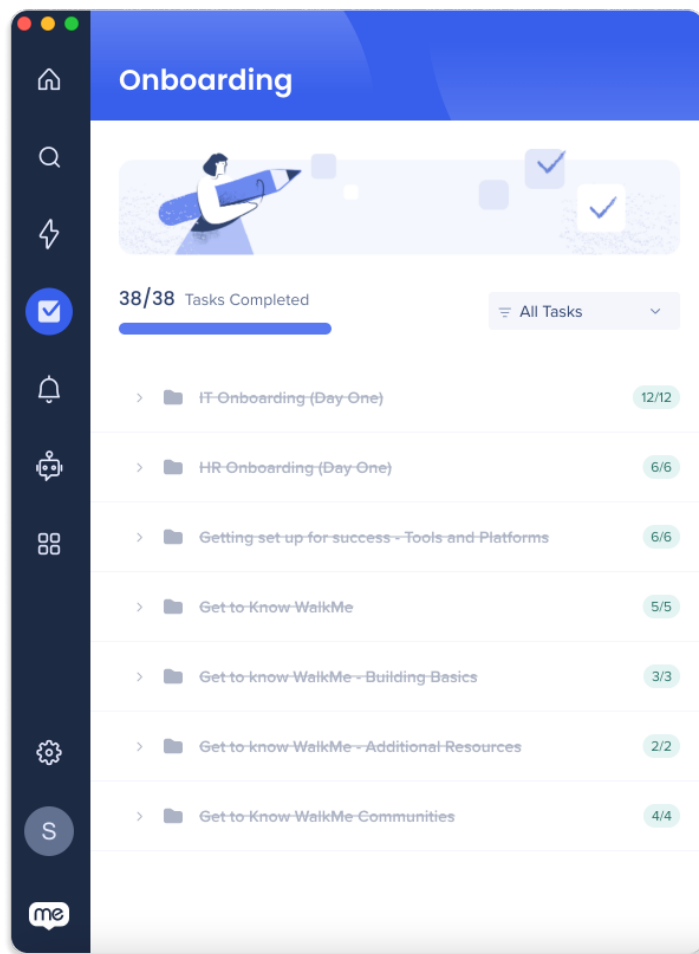 Onboarding
38/38 Tasks Completed
All Tasks
IT Onboarding (Day One) 12/12
HR Onboarding (Day One) 6/6
Getting set up for success - Tools and Platforms 6/6
Get to Know WalkMe 5/5
Get to know WalkMe - Building Basics 3/3
Get to know WalkMe - Additional Resources 2/2
Get to Know WalkMe Communities 4/4
S
me